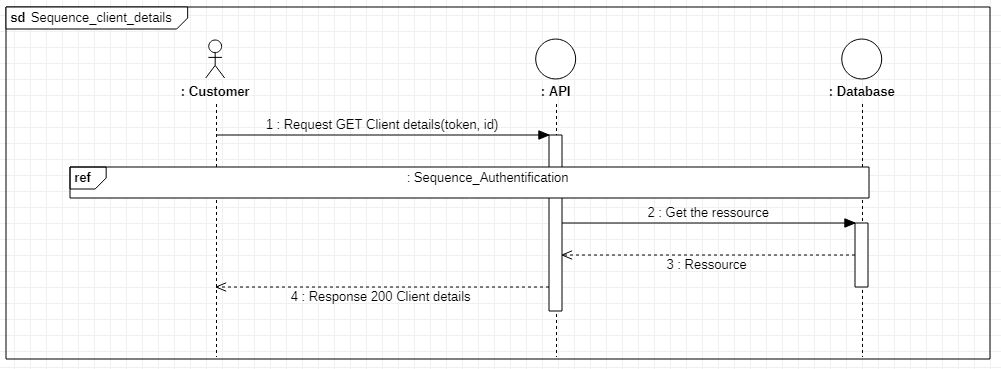 sd Sequence_client_details
: Customer
: API
: Database
1 : Request GET Client details(token, id)
ref
: Sequence_Authentification
2 : Get the ressource
3 : Ressource
4 : Response 200 Client details